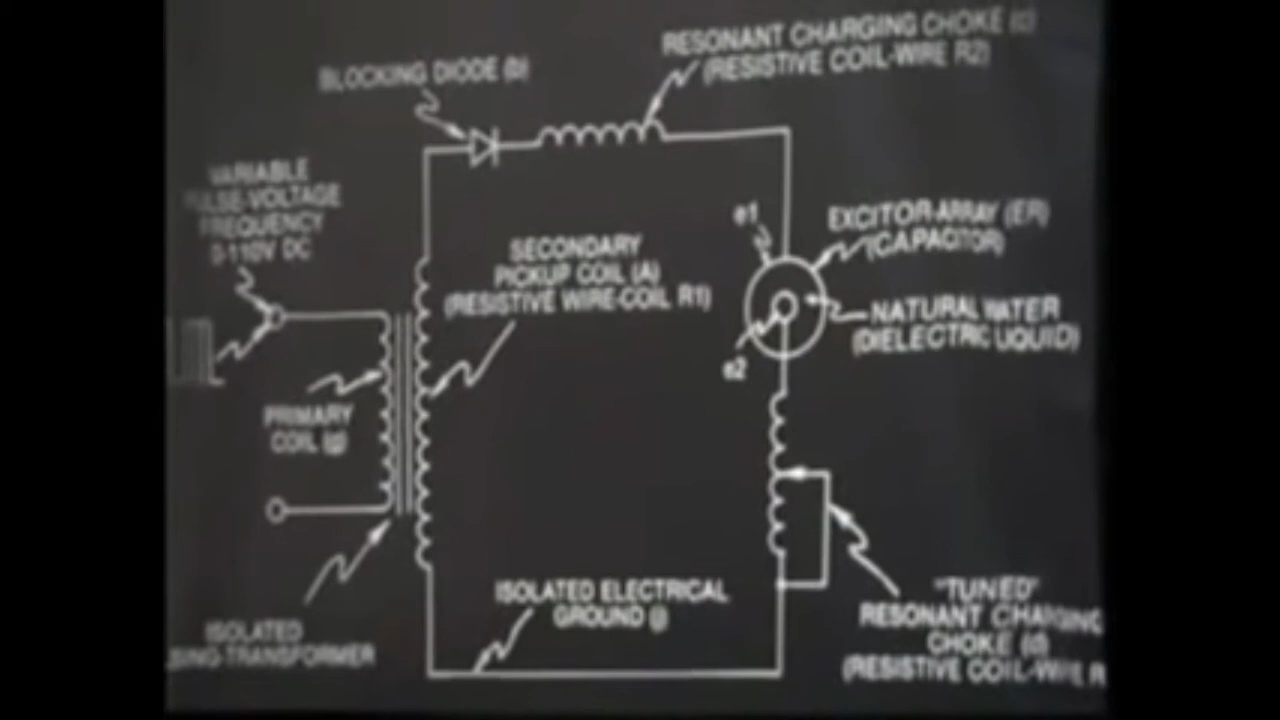 RESONANT CHARGING CHOKE (c)
(RESISTIVE COIL-WIRE R2)
BLOCKING DIODE (b)
VARIABLE
PULSE-VOLTAGE
FREQUENCY
0-110V DC
e1
EXCITOR-ARRAY (ER)
(CAPACITOR)
SECONDARY
PICKUP COIL (A)
(RESISTIVE WIRE-COIL R1)
NATURAL WATER
(DIELECTRIC LIQUID)
e2
PRIMARY
COIL (g)
ISOLATED ELECTRICAL
GROUND (j)
"TUNED"
RESONANT CHARGING
CHOKE (d)
(RESISTIVE COIL-WIRE R
ISOLATED
SING-TRANSFORMER